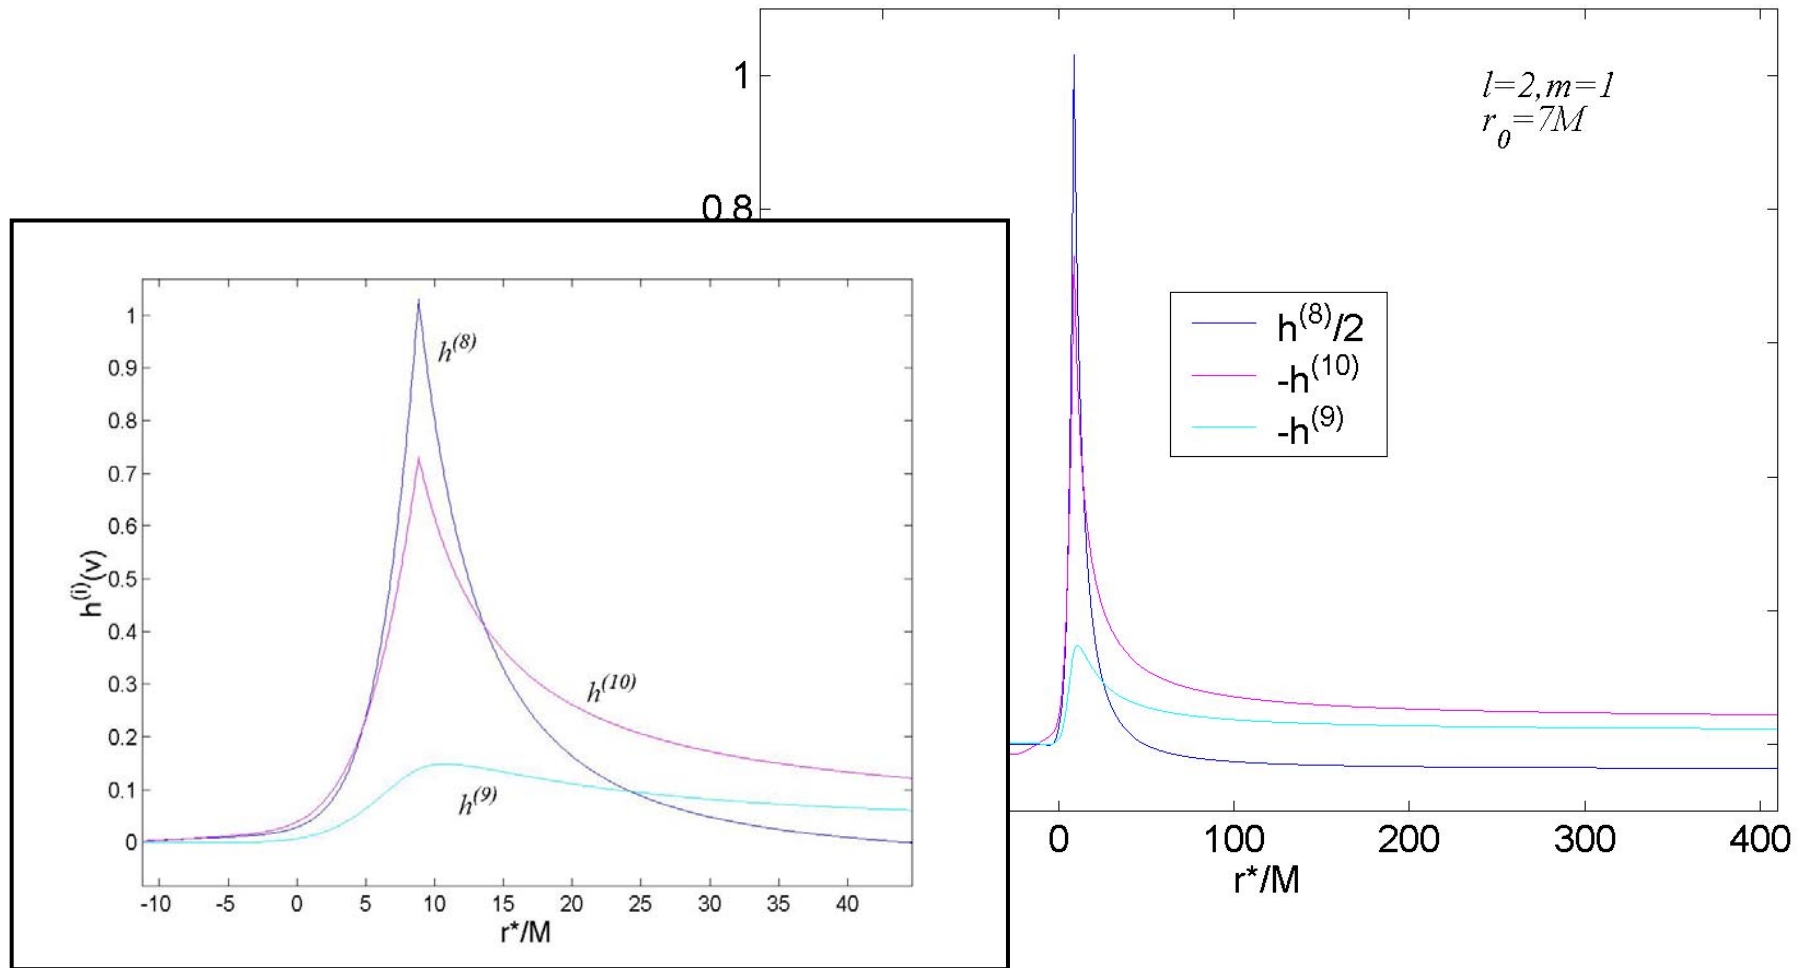 1
0.8
l=2,m=1
r_0=7M
h^(8)/2
-h^(10)
-h^(9)
0 100 200 300 400
r*/M
1
0.9
0.8
0.7
0.6
0.5
0.4
0.3
0.2
0.1
0
h^(i)(v)
h^(8)
h^(10)
h^(9)
-10 -5 0 5 10 15 20 25 30 35 40
r*/M